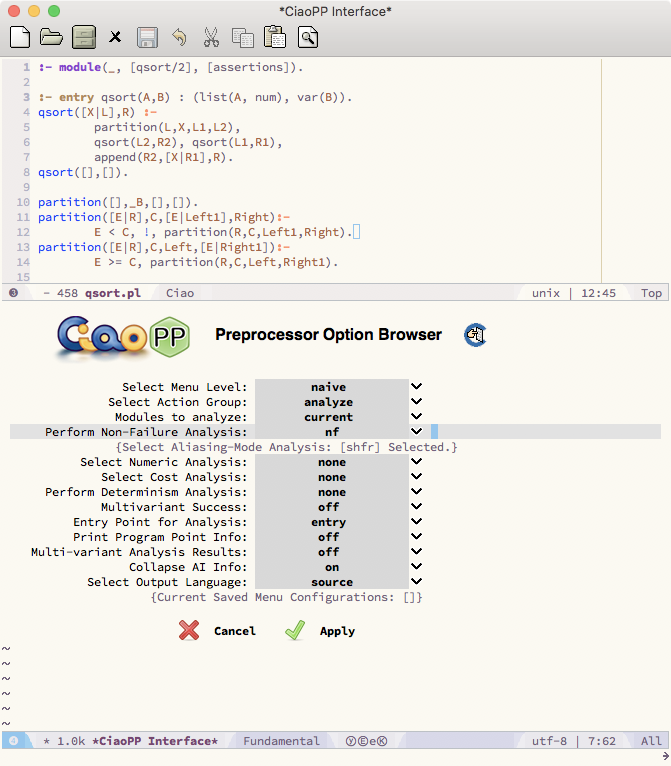 *CiaoPP Interface*
1 :- module(_, [qsort/2], [assertions]).
2
3 :- entry qsort(A,B) : (list(A, num), var(B)).
4 qsort([X|L],R) :-
5 partition(L,X,L1,L2),
6 qsort(L2,R2), qsort(L1,R1),
7 append(R2,[X|R1],R).
8 qsort([],[]).
9
10 partition([],_B,[],[]).
11 partition([E|R],C,[E|Left1],Right):-
12 E < C, !, partition(R,C,Left1,Right).
13 partition([E|R],C,Left,[E|Right1]):-
14 E >= C, partition(R,C,Left,Right1).
15
❸ - 458 qsort.pl Ciao unix | 12:45 Top
Ciao PP Preprocessor Option Browser
Select Menu Level: naive
Select Action Group: analyze
Modules to analyze: current
Perform Non-Failure Analysis: nf
{Select Aliasing-Mode Analysis: [shfr] Selected.}
Select Numeric Analysis: none
Select Cost Analysis: none
Perform Determinism Analysis: none
Multivariant Success: off
Entry Point for Analysis: entry
Print Program Point Info: off
Multi-variant Analysis Results: off
Collapse AI Info: on
Select Output Language: source
{Current Saved Menu Configurations: []}
Cancel Apply
~
~
~
~
~
~
❹ * 1.0k *CiaoPP Interface* Fundamental ⓨⒺeⓀ utf-8 | 7:62 All